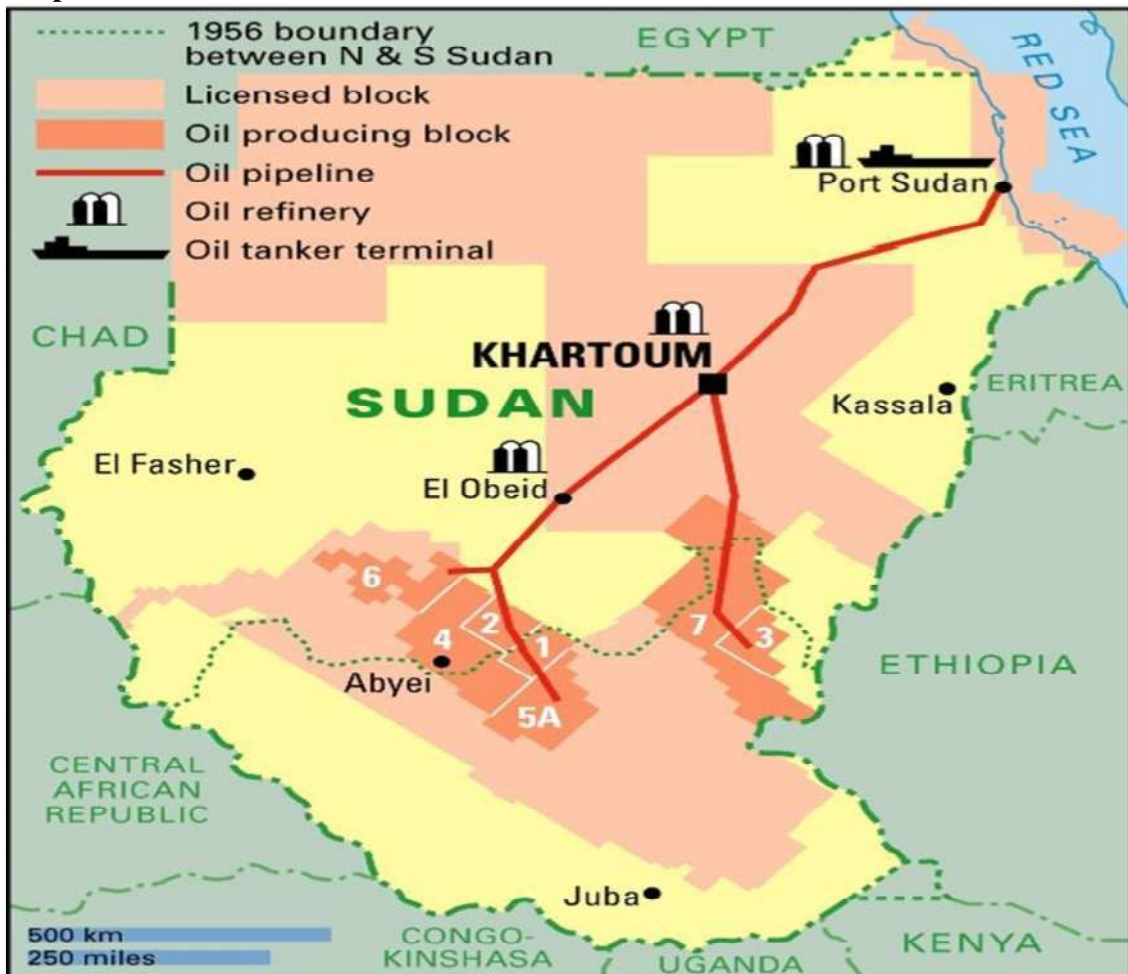 1956 boundary
between N & S Sudan
Licensed block
Oil producing block
Oil pipeline
Oil refinery
Oil tanker terminal
EGYPT
RED SEA
Port Sudan
CHAD
KHARTOUM
SUDAN
Kassala
ERITREA
El Fasher
El Obeid
6
2
4
1
7
3
Abyei
5A
ETHIOPIA
CENTRAL
AFRICAN
REPUBLIC
Juba
500 km
250 miles
CONGO-
KINSHASA
UGANDA
KENYA